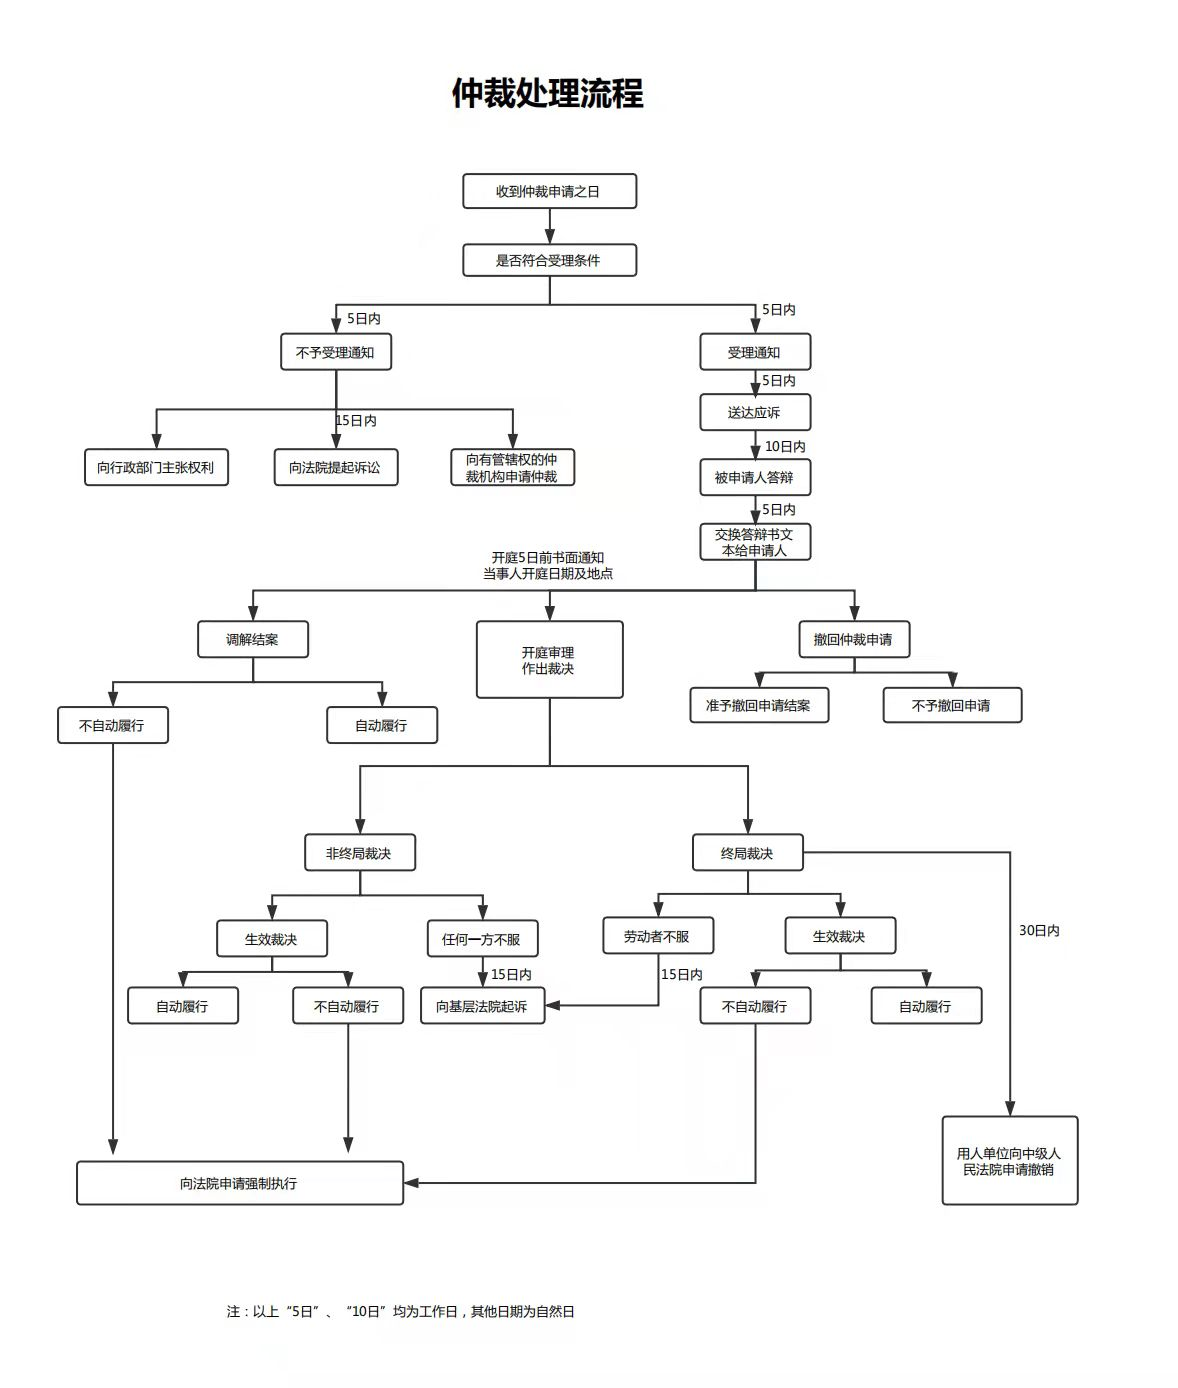 仲裁处理流程
收到仲裁申请之日
是否符合受理条件
5日内
5日内
不予受理通知
受理通知
5日内
送达应诉
15日内
10日内
向行政部门主张权利
向法院提起诉讼
向有管辖权的仲
裁机构申请仲裁
被申请人答辩
5日内
交换答辩书文
本给申请人
开庭5日前书面通知
当事人开庭日期及地点
调解结案
开庭审理
作出裁决
撤回仲裁申请
不自动履行
自动履行
准予撤回申请结案
不予撤回申请
非终局裁决
终局裁决
生效裁决
任何一方不服
劳动者不服
生效裁决
30日内
15日内
15日内
自动履行
不自动履行
向基层法院起诉
不自动履行
自动履行
用人单位向中级人
民法院申请撤销
向法院申请强制执行
注：以上“5日”、“10日”均为工作日，其他日期为自然日